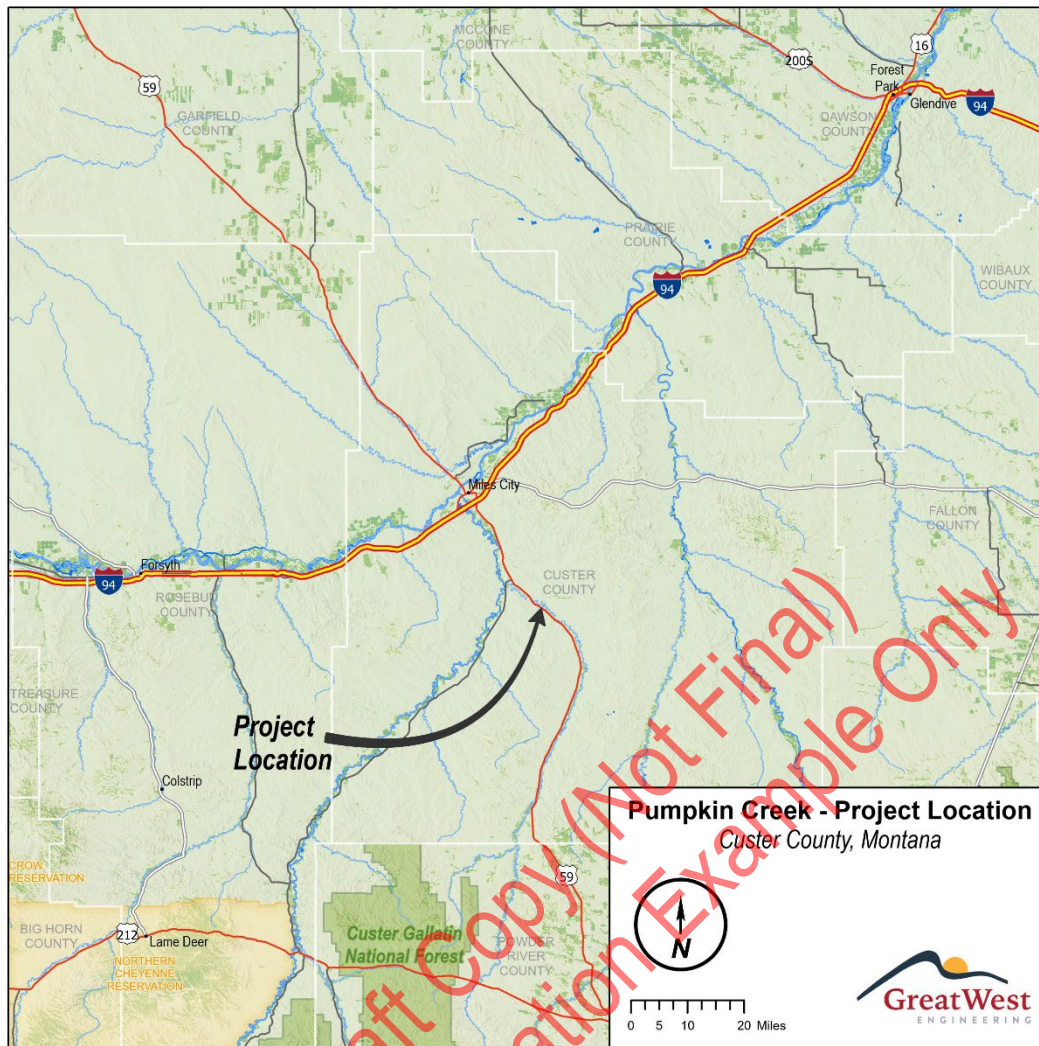 MCCONE
COUNTY
16
200S
Forest
Park
Glendive
59
94
GARFIELD
COUNTY
DAWSON
COUNTY
PRAIRIE
COUNTY
WIBAUX
COUNTY
94
Miles City
FALLON
COUNTY
Forsyth
94
ROSEBUD
COUNTY
CUSTER
COUNTY
TREASURE
COUNTY
Project
Location
Colstrip
Pumpkin Creek - Project Location
Custer County, Montana
CROW
RESERVATION
59
BIG HORN
COUNTY
212
Lame Deer
Custer Gallatin
National Forest
POWDER
RIVER
COUNTY
NORTHERN
CHEYENNE
RESERVATION
N
0 5 10 20 Miles
GreatWest
ENGINEERING
Copy (Not Final)
Example Only